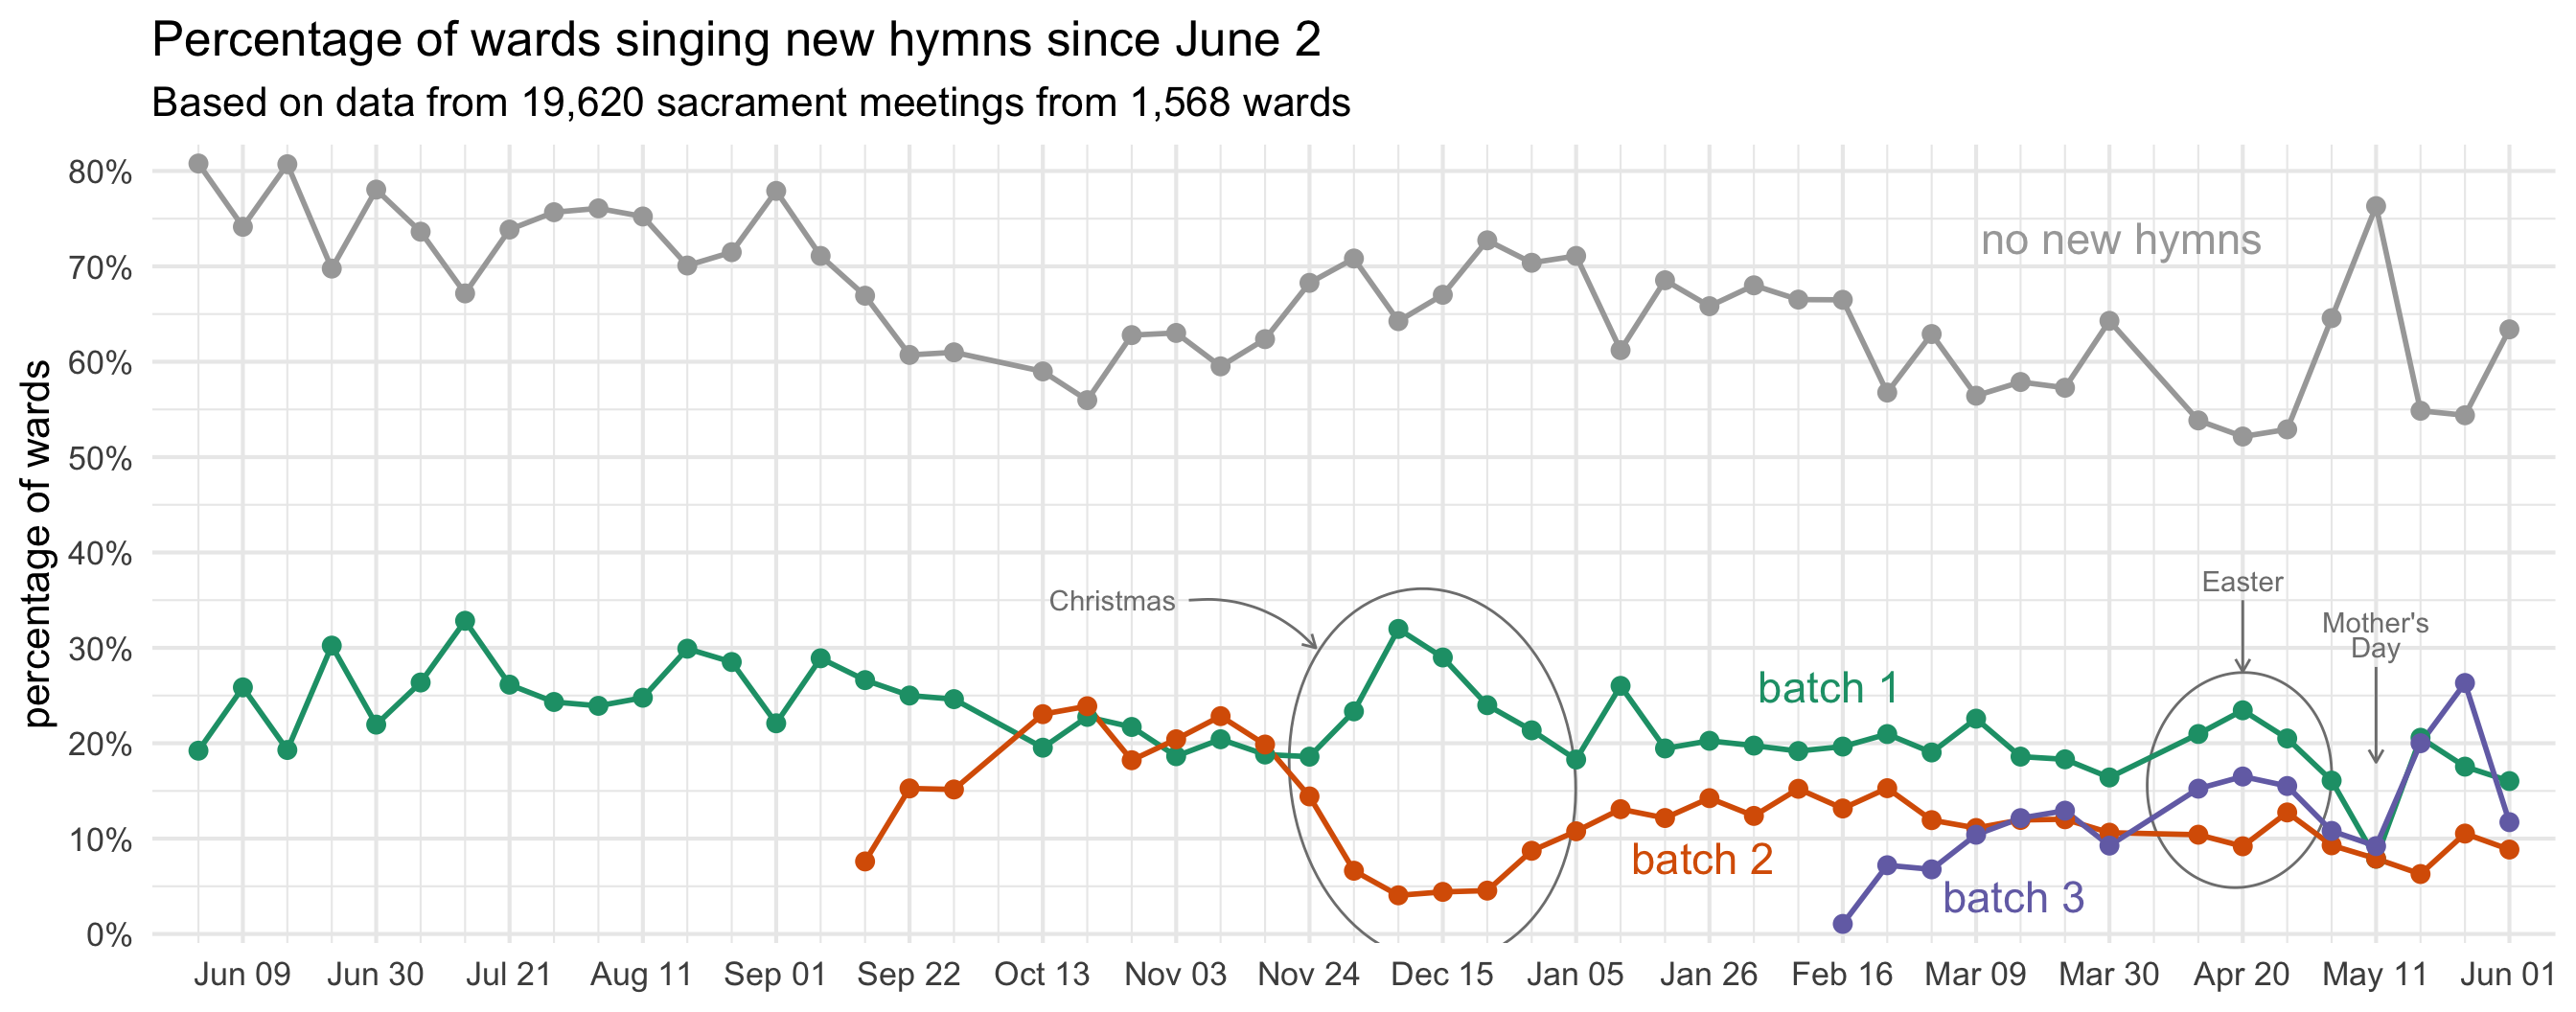 Percentage of wards singing new hymns since June 2
Based on data from 19,620 sacrament meetings from 1,568 wards
percentage of wards
80%
70%
60%
50%
40%
30%
20%
10%
0%
no new hymns
Christmas
Easter
Mother's
Day
batch 1
batch 2
batch 3
Jun 09 Jun 30 Jul 21 Aug 11 Sep 01 Sep 22 Oct 13 Nov 03 Nov 24 Dec 15 Jan 05 Jan 26 Feb 16 Mar 09 Mar 30 Apr 20 May 11 Jun 01